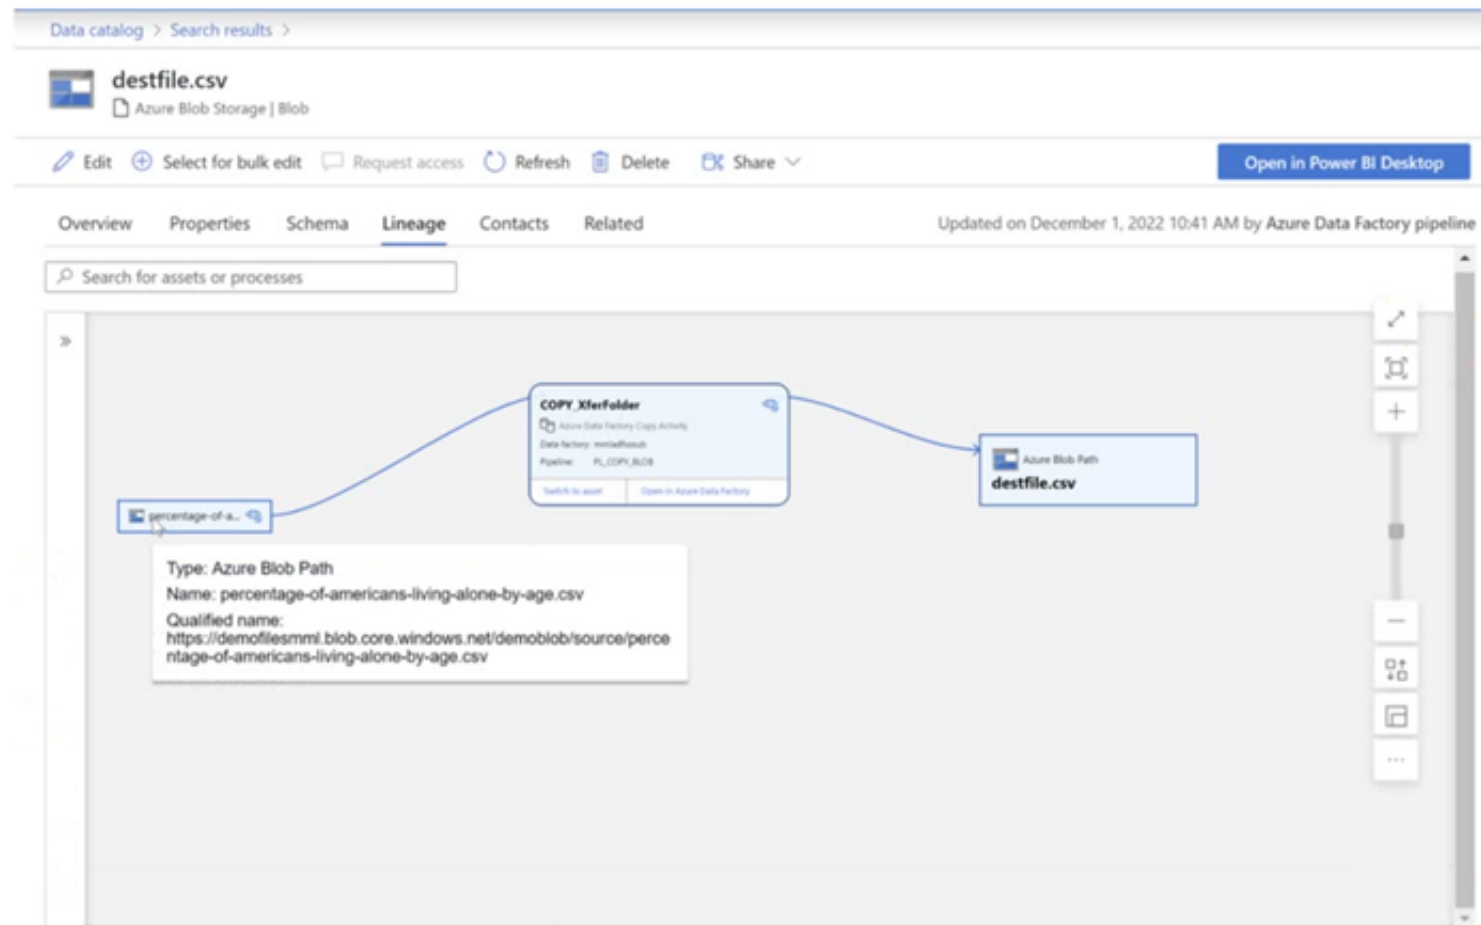 Data catalog > Search results >
destfile.csv
Azure Blob Storage | Blob
Edit Select for bulk edit Request access Refresh Delete Share Open in Power BI Desktop
Overview Properties Schema Lineage Contacts Related Updated on December 1, 2022 10:41 AM by Azure Data Factory pipeline
Search for assets or processes
COPY_XferFolder
Azure Data Factory Copy Activity
Data factory:
Pipeline: PL_COPY_BLOB
Switch to asset Open in Azure Data Factory
Azure Blob Path
destfile.csv
percentage-of-a...
Type: Azure Blob Path
Name: percentage-of-americans-living-alone-by-age.csv
Qualified name:
https://demofilesmml.blob.core.windows.net/demoblob/source/perce
ntage-of-americans-living-alone-by-age.csv